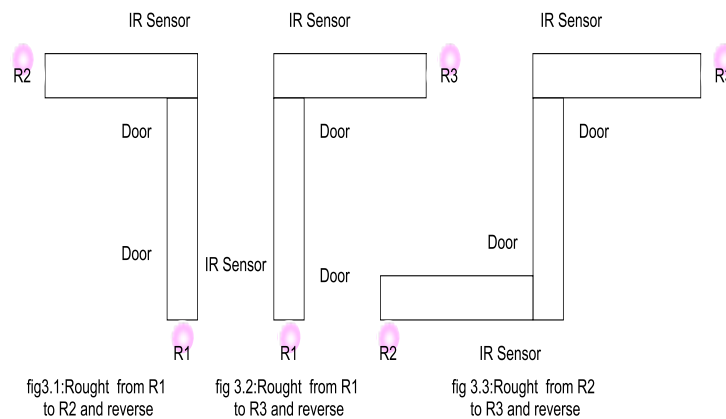 IR Sensor
IR Sensor
IR Sensor
R2
R3
Door
Door
Door
Door
IR Sensor
Door
Door
R1
R1
R2
IR Sensor
fig3.1:Rought from R1
to R2 and reverse
fig 3.2:Rought from R1
to R3 and reverse
fig 3.3:Rought from R2
to R3 and reverse